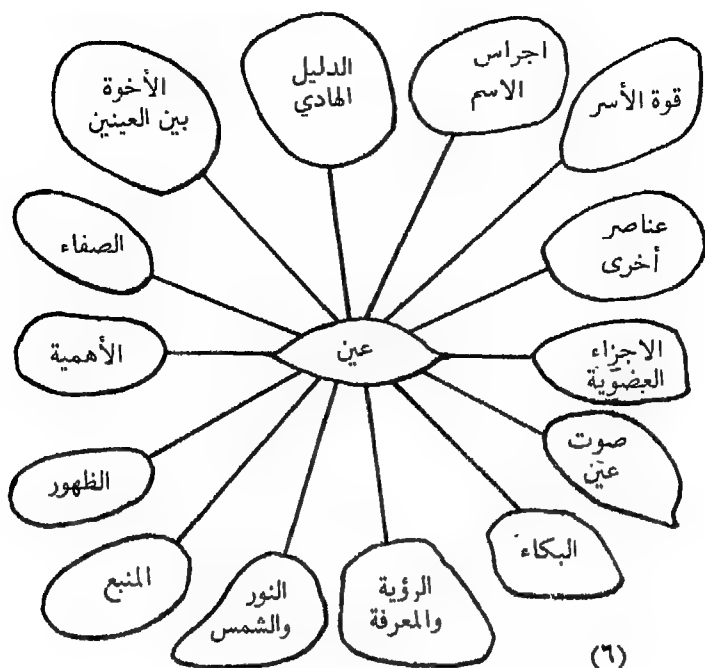 اجراس
الاسم
الدليل
الهادي
الأخوة
بين العينين
قوة الأسر
عناصر
أخرى
الصفاء
عين
الأهمية
الاجزاء
العضوية
صوت
عين
الظهور
البكاء
المنبع
النور
والشمس
الرؤية
والمعرفة
(٦)